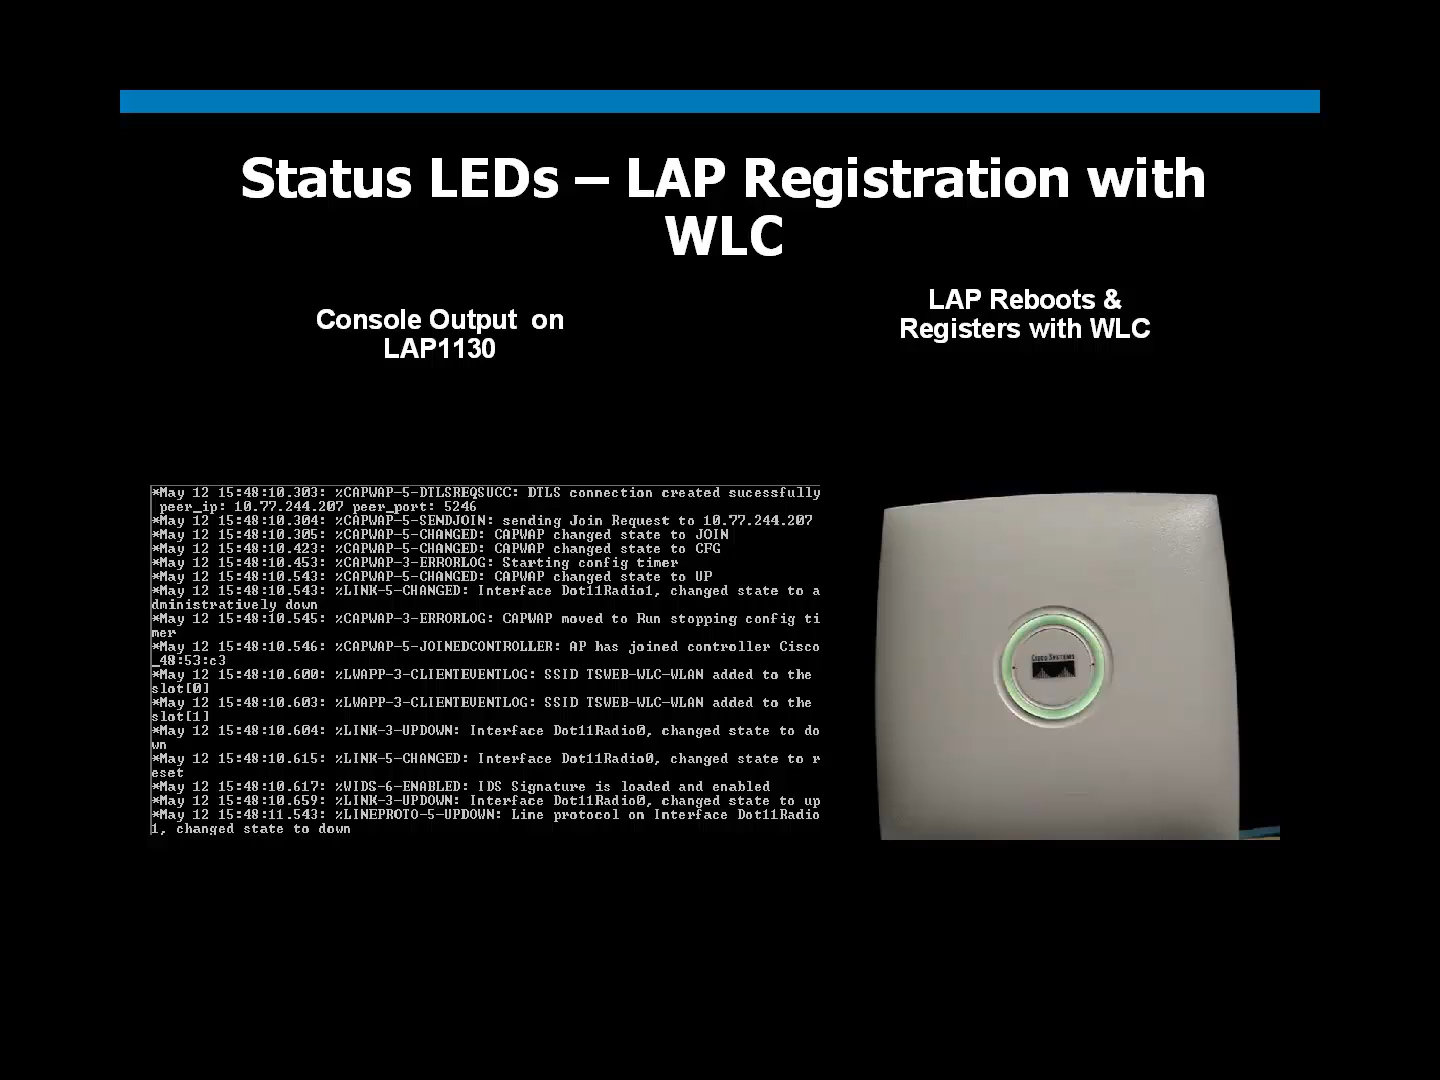 Status LEDs – LAP Registration with
WLC
Console Output on
LAP1130
LAP Reboots &
Registers with WLC
*May 12 15:48:10.303: %CAPWAP-5-DTLSREQSUCC: DTLS connection created sucessfully
peer_ip: 10.77.244.207 peer_port: 5246
*May 12 15:48:10.304: %CAPWAP-5-SENDJOIN: sending Join Request to 10.77.244.207
*May 12 15:48:10.305: %CAPWAP-5-CHANGED: CAPWAP changed state to JOIN
*May 12 15:48:10.423: %CAPWAP-5-CHANGED: CAPWAP changed state to CFG
*May 12 15:48:10.453: %CAPWAP-3-ERRORLOG: Starting config timer
*May 12 15:48:10.543: %CAPWAP-5-CHANGED: CAPWAP changed state to UP
*May 12 15:48:10.543: %LINK-5-CHANGED: Interface Dot11Radio1, changed state to a
dministratively down
*May 12 15:48:10.545: %CAPWAP-3-ERRORLOG: CAPWAP moved to Run stopping config ti
mer
*May 12 15:48:10.546: %CAPWAP-5-JOINEDCONTROLLER: AP has joined controller Cisco
_48:53:c3
*May 12 15:48:10.600: %LWAPP-3-CLIENTEVENTLOG: SSID TSWEB-WLC-WLAN added to the
slot[0]
*May 12 15:48:10.603: %LWAPP-3-CLIENTEVENTLOG: SSID TSWEB-WLC-WLAN added to the
slot[1]
*May 12 15:48:10.604: %LINK-3-UPDOWN: Interface Dot11Radio0, changed state to do
wn
*May 12 15:48:10.615: %LINK-5-CHANGED: Interface Dot11Radio0, changed state to r
eset
*May 12 15:48:10.617: %WIDS-6-ENABLED: IDS Signature is loaded and enabled
*May 12 15:48:10.659: %LINK-3-UPDOWN: Interface Dot11Radio0, changed state to up
*May 12 15:48:11.543: %LINEPROTO-5-UPDOWN: Line protocol on Interface Dot11Radio
1, changed state to down
Cisco Systems